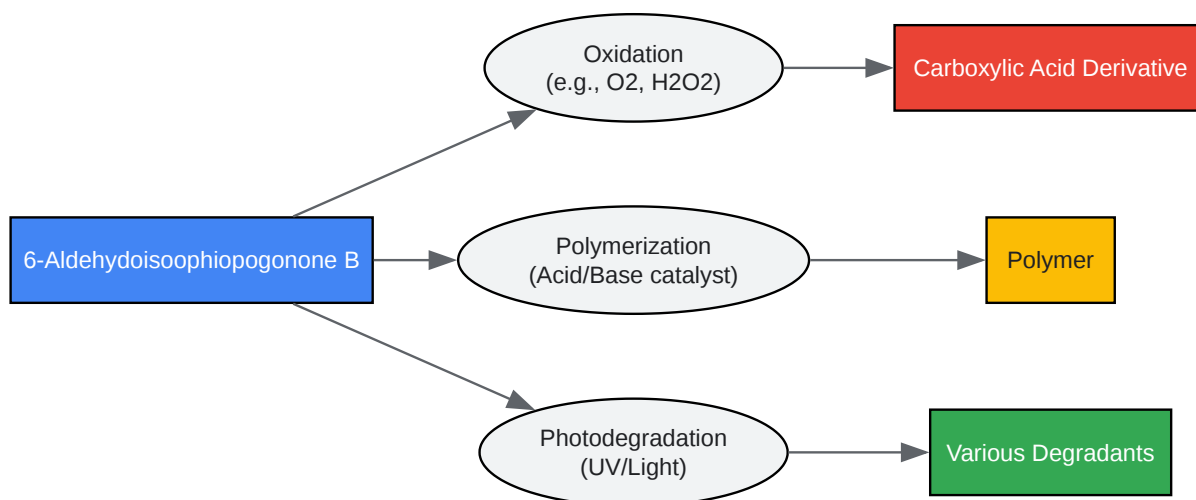 Oxidation
(e.g., O2, H2O2)
Carboxylic Acid Derivative
6-Aldehydoisoophiopogonone B
Polymerization
(Acid/Base catalyst)
Polymer
Photodegradation
(UV/Light)
Various Degradants